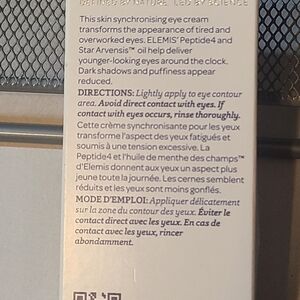 DEFINED BY NATURE. LED BY SCIENCE
This skin synchronising eye cream
transforms the appearance of tired and
overworked eyes. ELEMIS' Peptide4 and
Star Arvensis™ oil help deliver
younger-looking eyes around the clock.
Dark shadows and puffiness appear
reduced.
DIRECTIONS: Lightly apply to eye contour
area. Avoid direct contact with eyes. If
contact with eyes occurs, rinse thoroughly.
Cette crème synchronisante pour les yeux
transforme l'aspect des yeux fatigués et
soumis à une tension excessive. La
Peptide4 et l'huile de menthe des champs™
d'Elemis donnent aux yeux un aspect plus
jeune toute la journée. Les cernes semblent
réduits et les yeux sont moins gonflés.
MODE D'EMPLOI: Appliquer délicatement
sur la zone du contour des yeux. Éviter le
contact direct avec les yeux. En cas de
contact avec les yeux, rincer
abondamment.